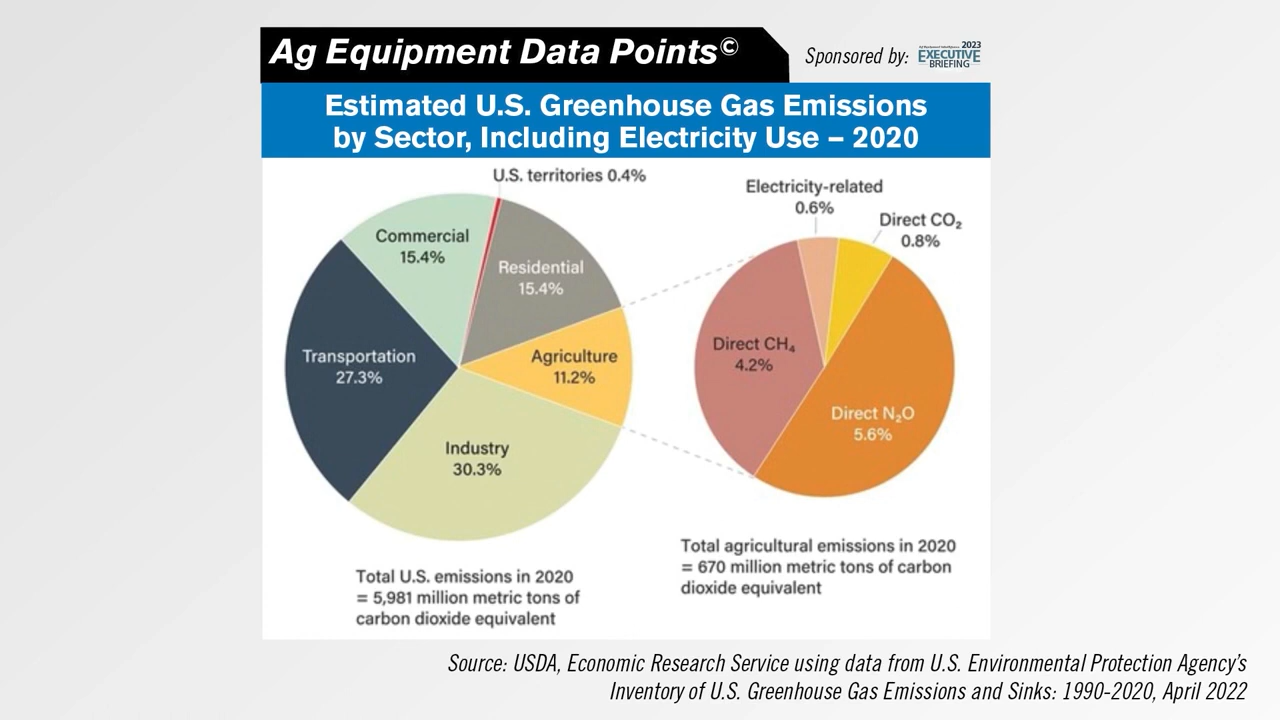 Ag Equipment Data Points©
Sponsored by:
Ag Equipment Intelligence 2023
EXECUTIVE
BRIEFING
Estimated U.S. Greenhouse Gas Emissions
by Sector, Including Electricity Use – 2020
U.S. territories 0.4%
Commercial
15.4%
Residential
15.4%
Transportation
27.3%
Agriculture
11.2%
Industry
30.3%
Total U.S. emissions in 2020
= 5,981 million metric tons of
carbon dioxide equivalent
Electricity-related
0.6%
Direct CO₂
0.8%
Direct CH₄
4.2%
Direct N₂O
5.6%
Total agricultural emissions in 2020
= 670 million metric tons of carbon
dioxide equivalent
Source: USDA, Economic Research Service using data from U.S. Environmental Protection Agency’s
Inventory of U.S. Greenhouse Gas Emissions and Sinks: 1990-2020, April 2022